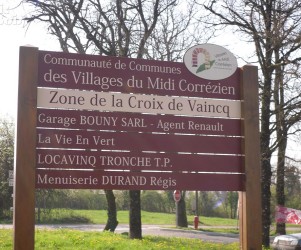 Communauté de Communes
des Villages du Midi Corrézien
Zone de la Croix de Vaincq
Garage BOUNY SARL - Agent Renault
La Vie En Vert
LOCAVINQ TRONCHE T.P.
Menuiserie DURAND Régis